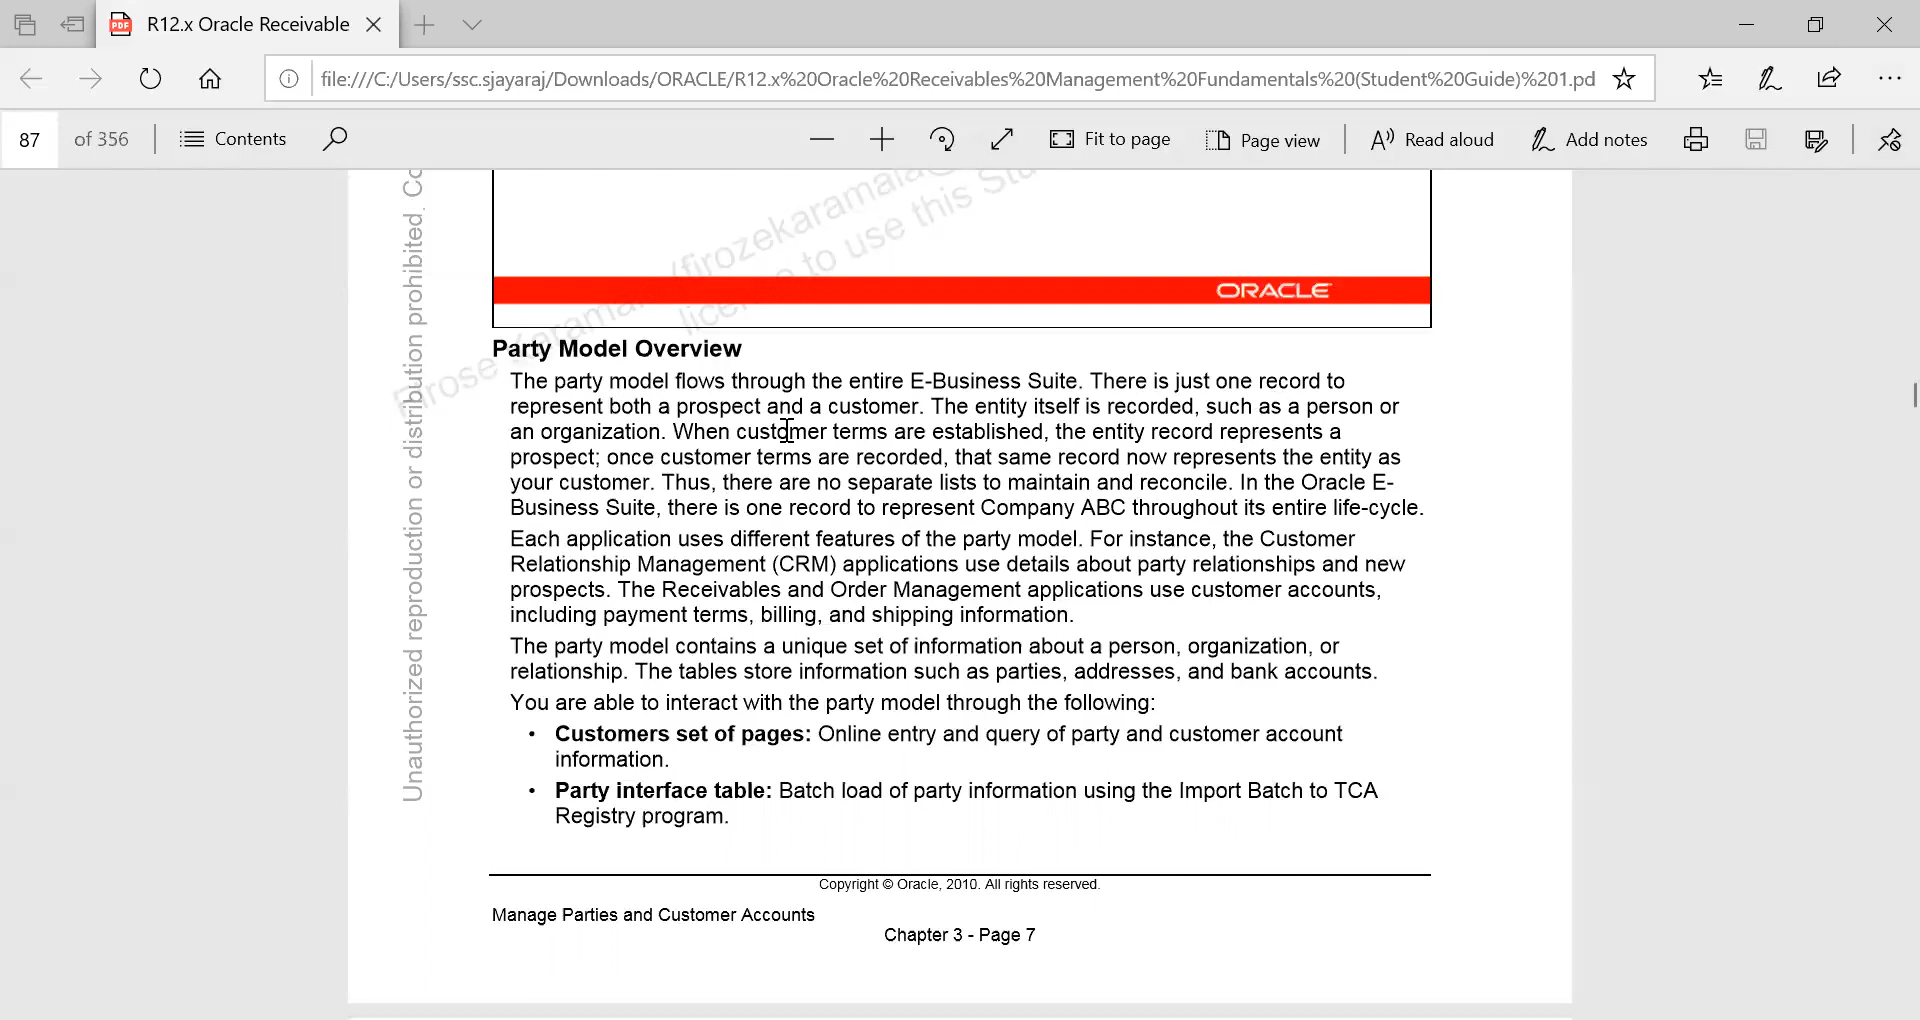 R12.x Oracle Receivable
file:///C:/Users/ssc.sjayaraj/Downloads/ORACLE/R12.x%20Oracle%20Receivables%20Management%20Fundamentals%20(Student%20Guide)%201.pd
87 of 356 Contents Fit to page Page view Read aloud Add notes
(firozekaramala@
to use this Stu
Unauthorized reproduction or distribution prohibited. Co
ORACLE
Party Model Overview
The party model flows through the entire E-Business Suite. There is just one record to
represent both a prospect and a customer. The entity itself is recorded, such as a person or
an organization. When customer terms are established, the entity record represents a
prospect; once customer terms are recorded, that same record now represents the entity as
your customer. Thus, there are no separate lists to maintain and reconcile. In the Oracle E-
Business Suite, there is one record to represent Company ABC throughout its entire life-cycle.
Each application uses different features of the party model. For instance, the Customer
Relationship Management (CRM) applications use details about party relationships and new
prospects. The Receivables and Order Management applications use customer accounts,
including payment terms, billing, and shipping information.
The party model contains a unique set of information about a person, organization, or
relationship. The tables store information such as parties, addresses, and bank accounts.
You are able to interact with the party model through the following:
• Customers set of pages: Online entry and query of party and customer account
information.
• Party interface table: Batch load of party information using the Import Batch to TCA
Registry program.
Copyright © Oracle, 2010. All rights reserved.
Manage Parties and Customer Accounts
Chapter 3 - Page 7